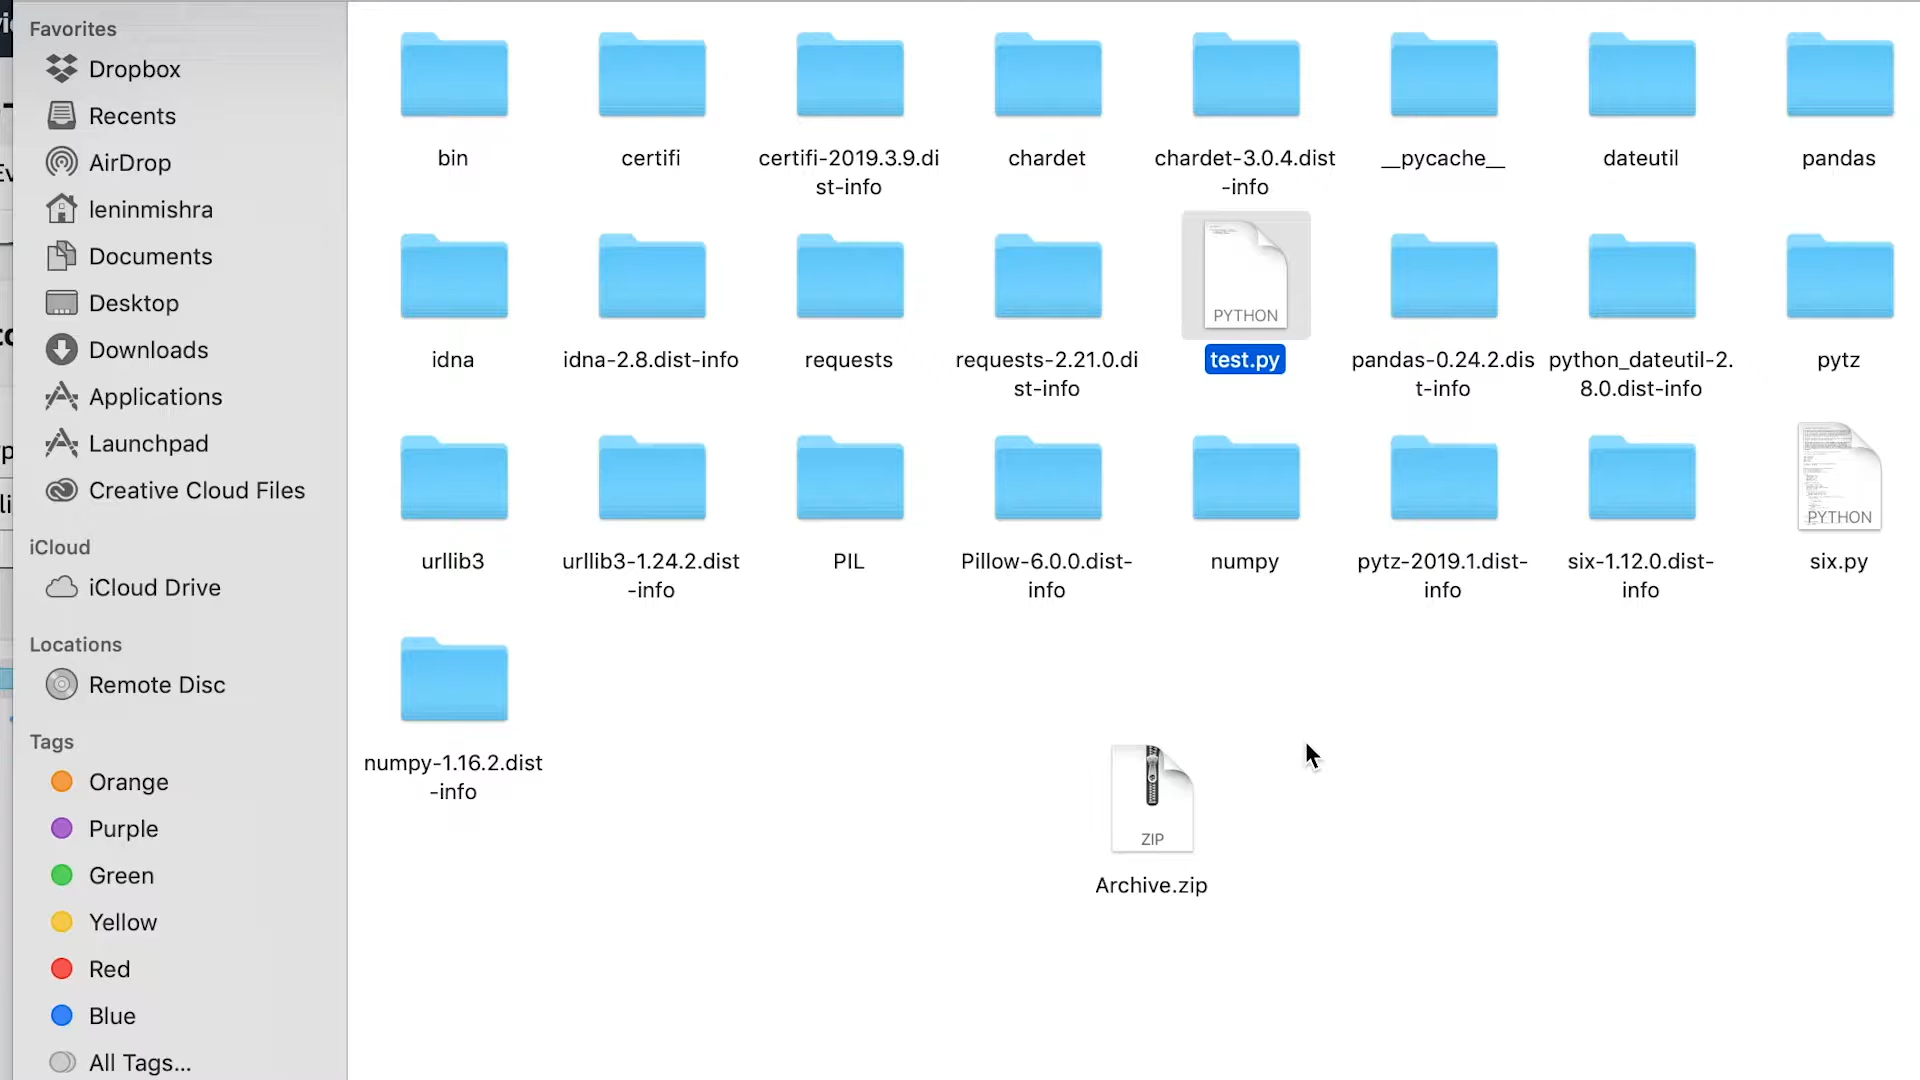 Favorites
Dropbox
Recents
AirDrop
leninmishra
Documents
Desktop
Downloads
Applications
Launchpad
Creative Cloud Files
iCloud
iCloud Drive
Locations
Remote Disc
Tags
Orange
Purple
Green
Yellow
Red
Blue
All Tags...
bin
certifi
certifi-2019.3.9.di
st-info
chardet
chardet-3.0.4.dist
-info
__pycache__
dateutil
pandas
idna
idna-2.8.dist-info
requests
requests-2.21.0.di
st-info
PYTHON
test.py
pandas-0.24.2.dis
t-info
python_dateutil-2.
8.0.dist-info
pytz
urllib3
urllib3-1.24.2.dist
-info
PIL
Pillow-6.0.0.dist-
info
numpy
pytz-2019.1.dist-
info
six-1.12.0.dist-
info
PYTHON
six.py
numpy-1.16.2.dist
-info
ZIP
Archive.zip